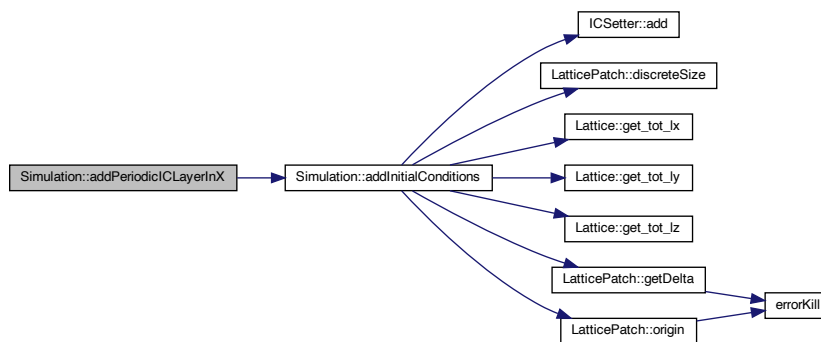 ICSetter::add
LatticePatch::discreteSize
Lattice::get_tot_lx
Simulation::addPeriodicICLayerInX
Simulation::addInitialConditions
Lattice::get_tot_ly
Lattice::get_tot_lz
LatticePatch::getDelta
errorKill
LatticePatch::origin